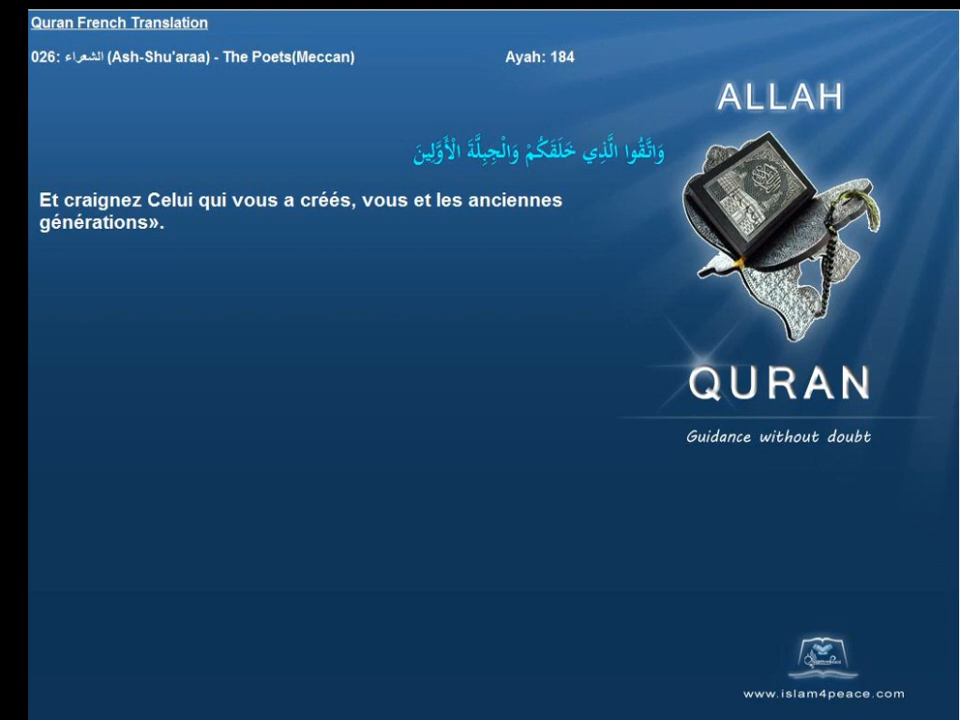 Quran French Translation
026: الشعراء (Ash-Shu'araa) - The Poets(Meccan) Ayah: 184
ALLAH
وَاتَّقُوا الَّذِي خَلَقَكُمْ وَالْجِبِلَّةَ الْأَوَّلِينَ
Et craignez Celui qui vous a créés, vous et les anciennes
générations».
QURAN
Guidance without doubt
www.islam4peace.com